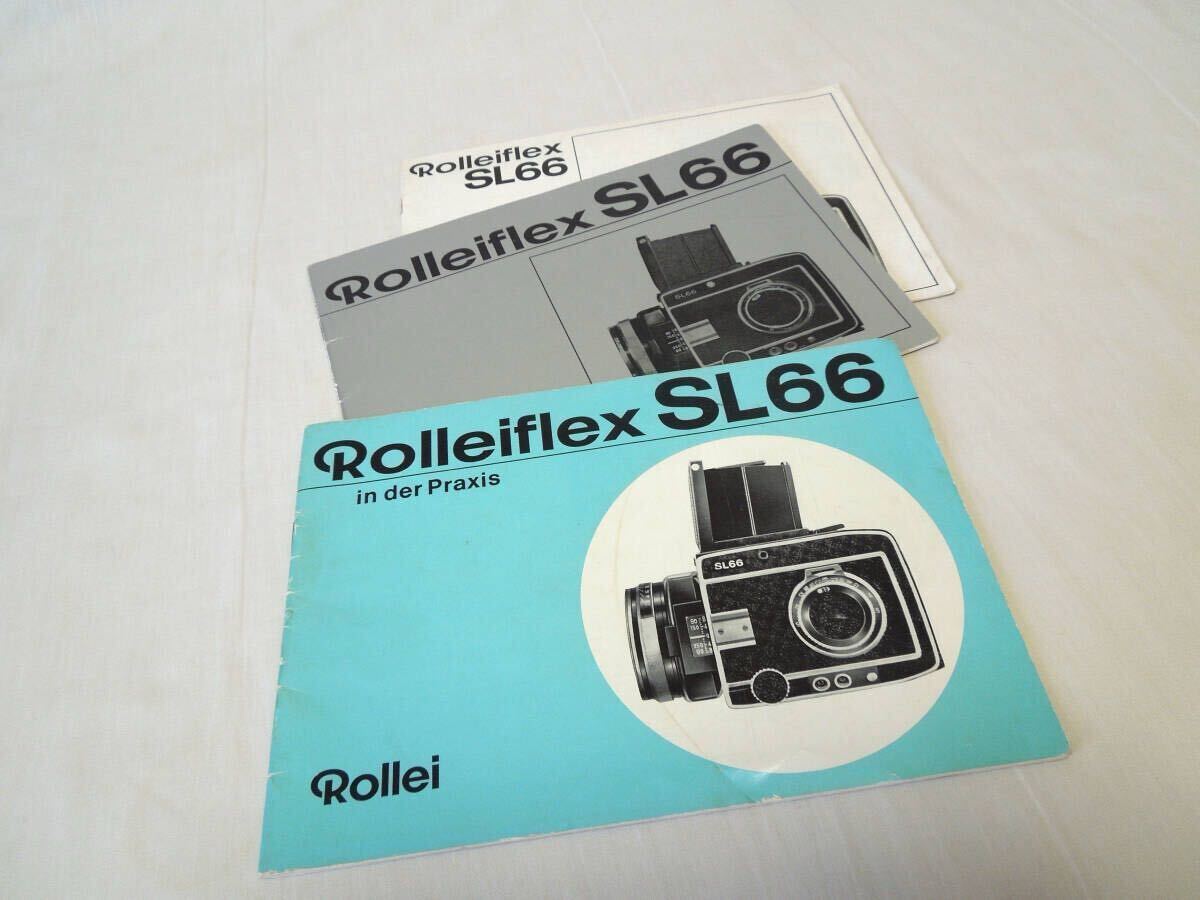 Rolleiflex
SL66
Rolleiflex SL66
SL66
Rolleiflex SL66
in der Praxis
SL66
Rollei